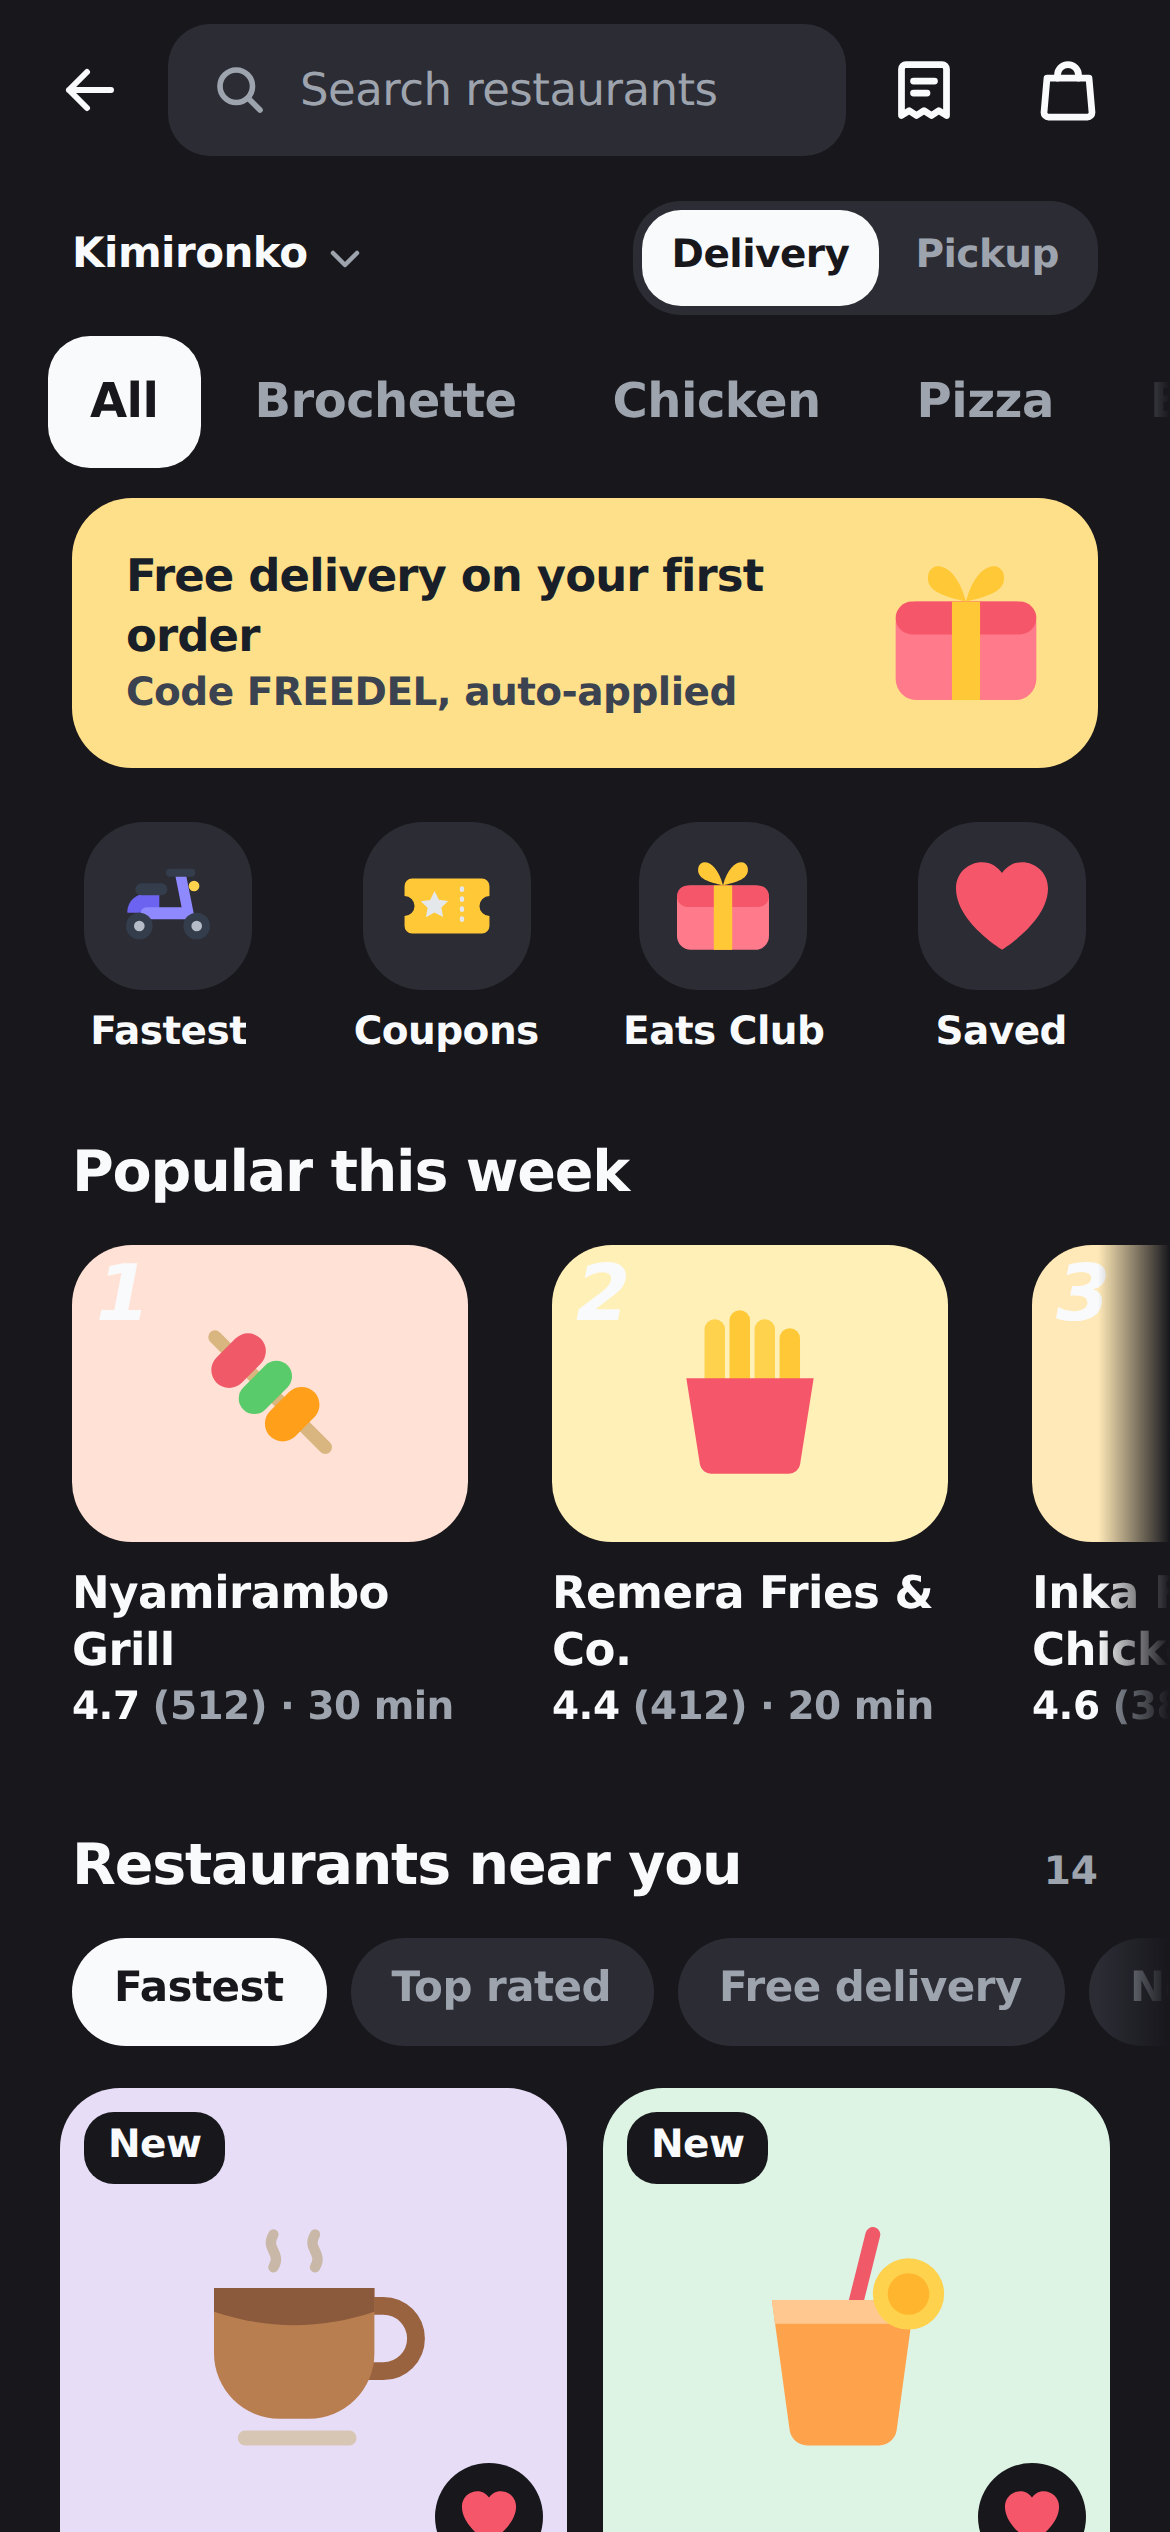 Search restaurants
Kimironko
Delivery
Pickup
All
Brochette
Chicken
Pizza
Free delivery on your first
order
Code FREEDEL, auto-applied
Fastest
Coupons
Eats Club
Saved
Popular this week
1
2
3
Nyamirambo
Grill
4.7 (512) · 30 min
Remera Fries &
Co.
4.4 (412) · 20 min
Inka
4.6
Restaurants near you
14
Fastest
Top rated
Free delivery
New
New